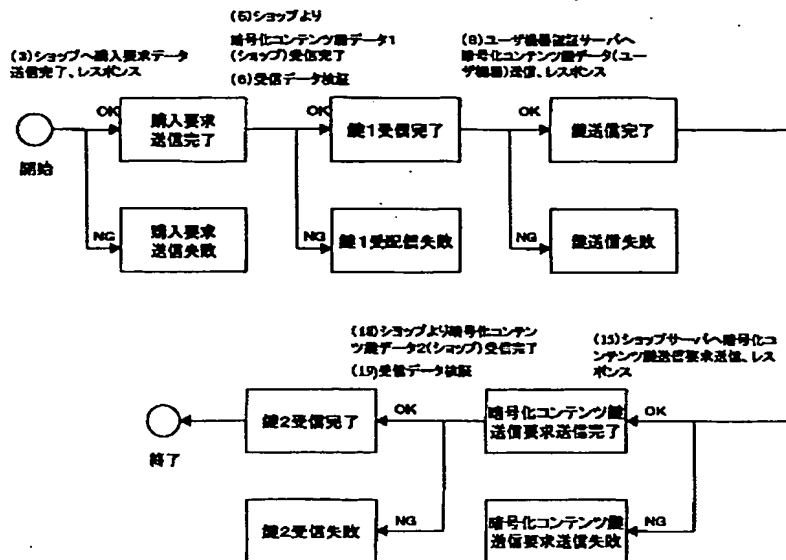 (5)ショップより
暗号化コンテンツ鍵データ1
(ショップ)受信完了
(6)受信データ検証
(3)ショップへ購入要求データ
送信完了、レスポンス
(8)ユーザ機器認証サーバへ
暗号化コンテンツ鍵データ(ユー
ザ機器)送信、レスポンス
開始
OK
購入要求
送信完了
OK
鍵1受信完了
OK
鍵送信完了
NG
購入要求
送信失敗
NG
鍵1受配信失敗
NG
鍵送信失敗
(18)ショップより暗号化コンテン
ツ鍵データ2(ショップ)受信完了
(19)受信データ検証
(15)ショップサーバへ暗号化コ
ンテンツ鍵送信要求送信、レス
ポンス
終了
鍵2受信完了
OK
暗号化コンテンツ鍵
送信要求送信完了
OK
鍵2受信失敗
NG
暗号化コンテンツ鍵
送信要求送信失敗
NG